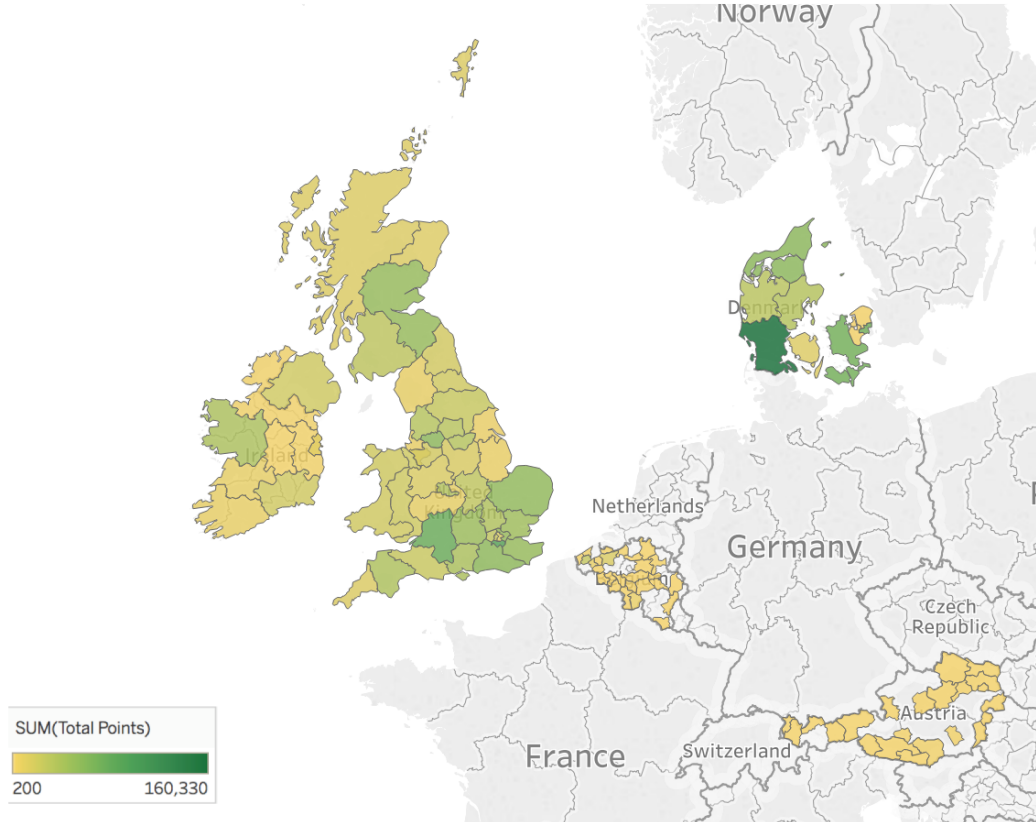 Norway
Denmark
Ireland
United
Kingdom
Netherlands
Germany
Czech
Republic
Austria
Switzerland
France
SUM(Total Points)
200 160,330